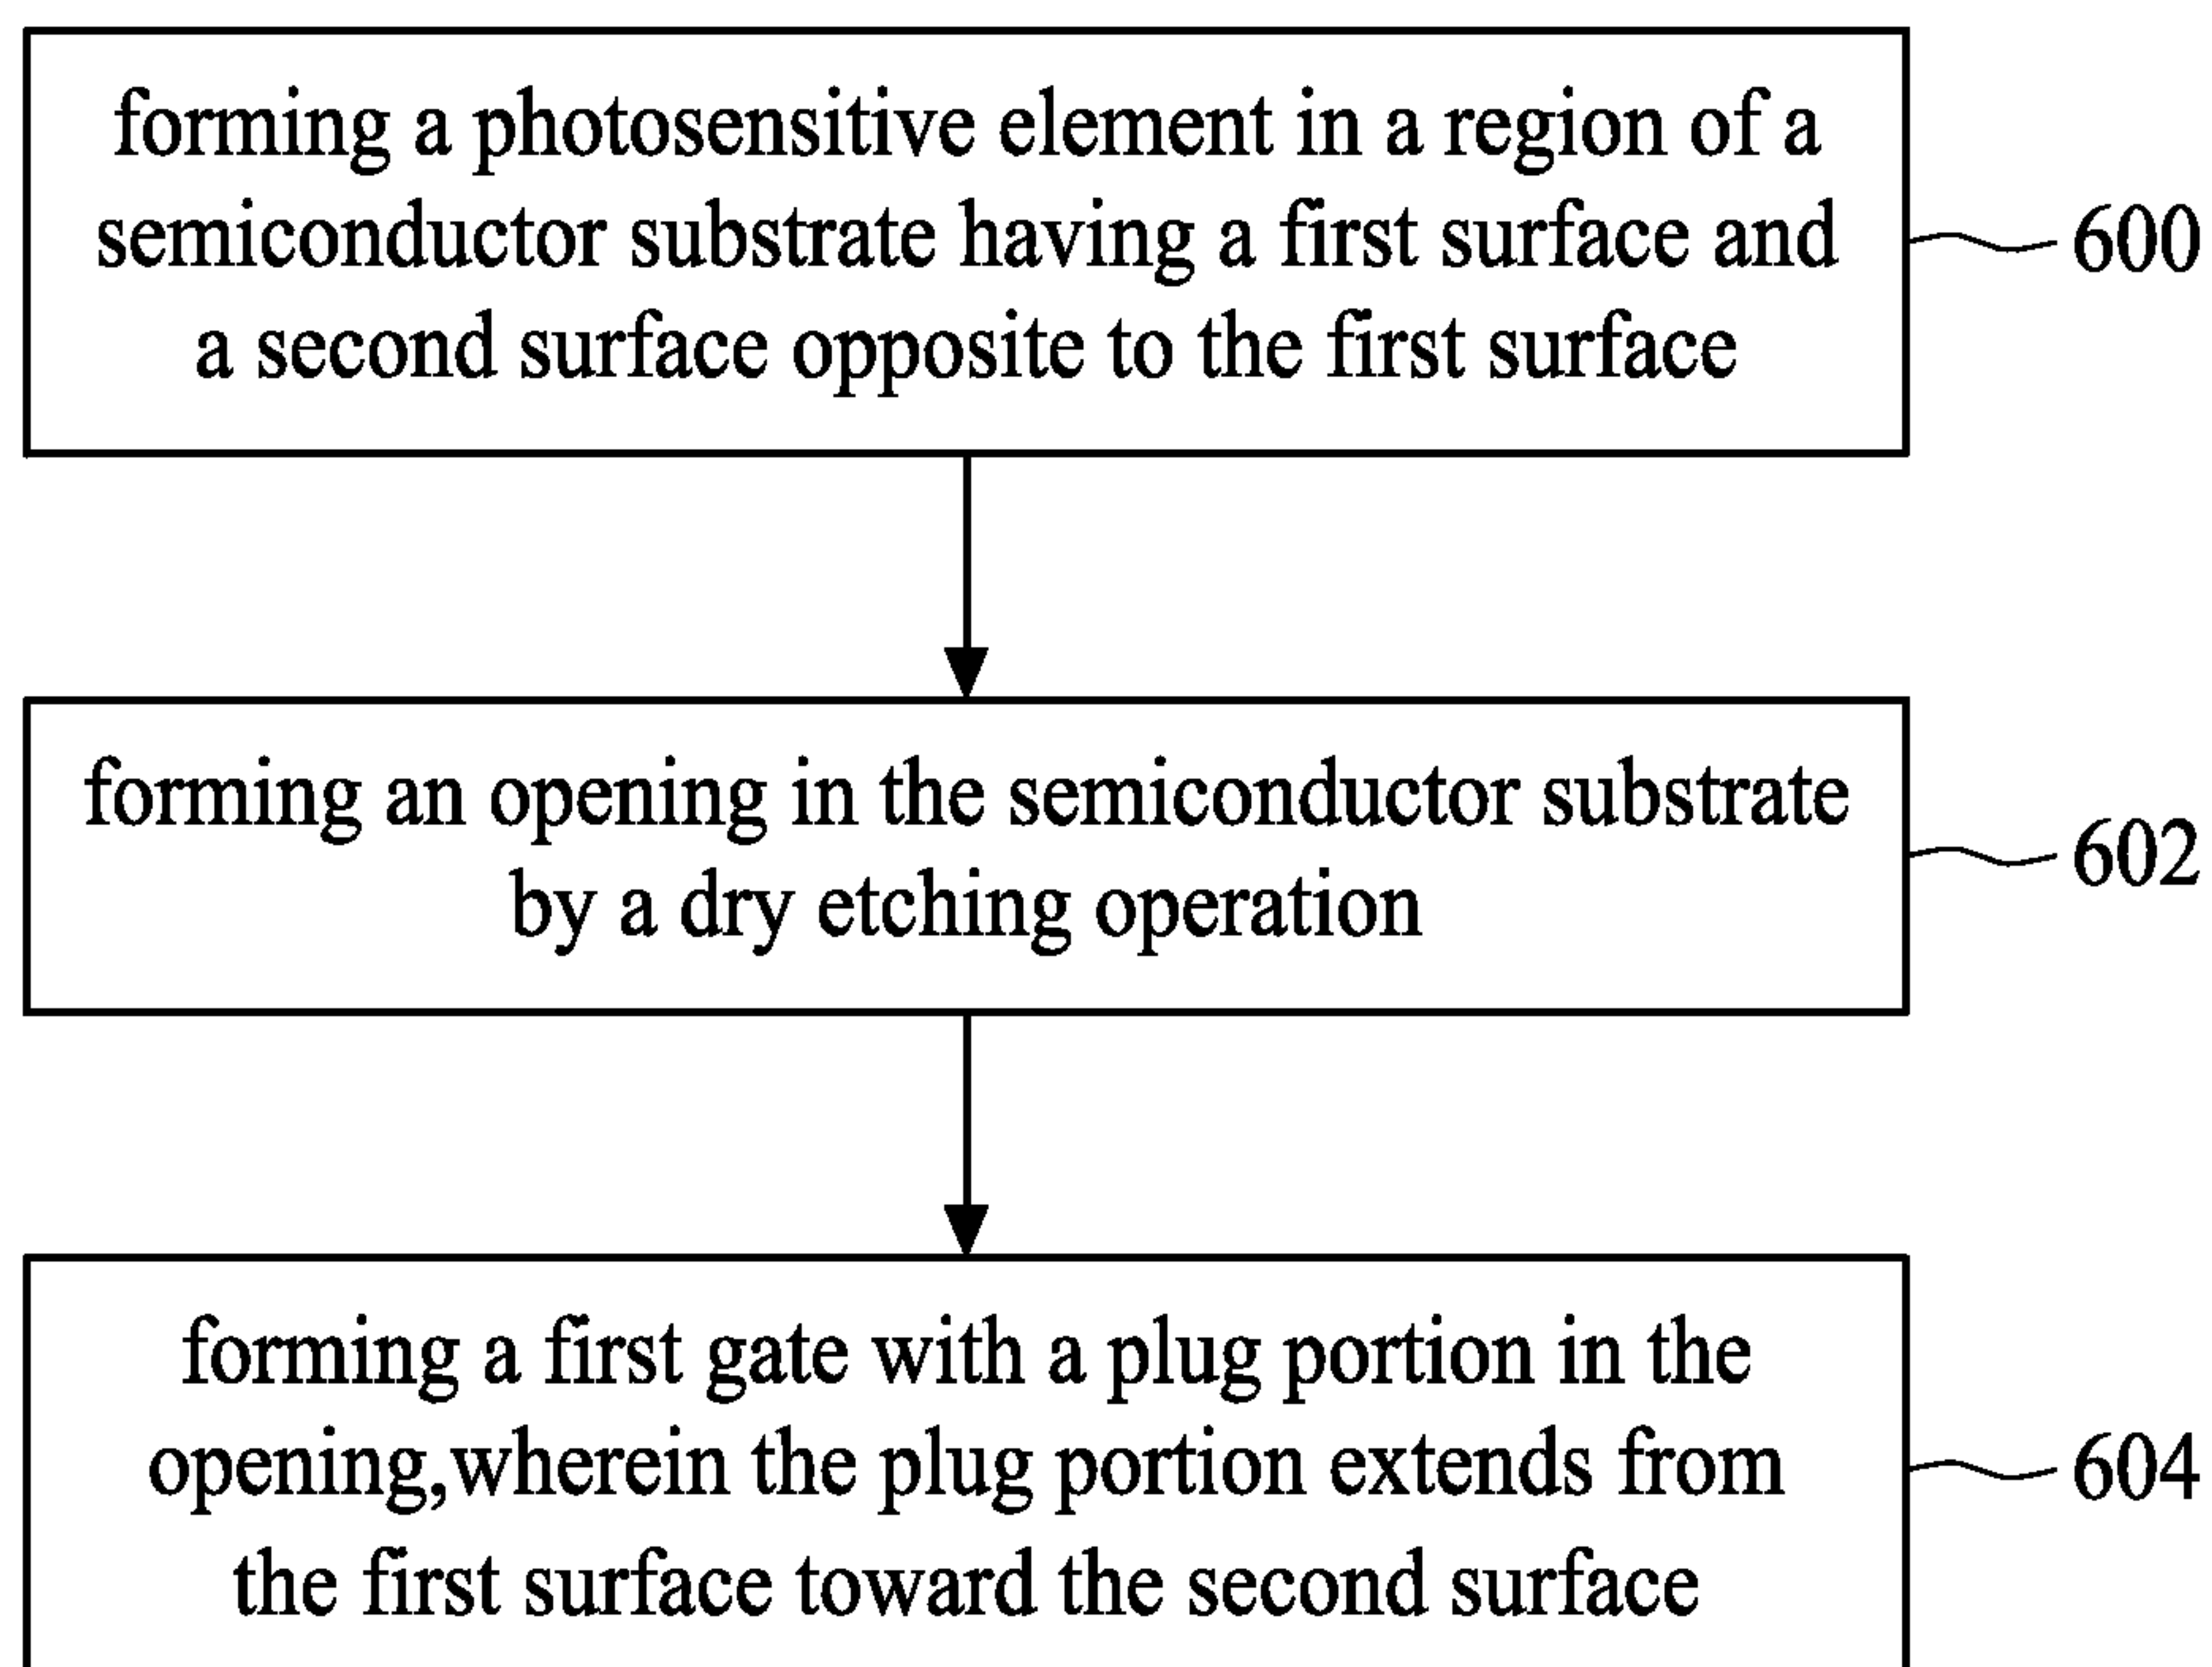 forming a photosensitive element in a region of a
semiconductor substrate having a first surface and
a second surface opposite to the first surface
600
forming an opening in the semiconductor substrate
by a dry etching operation
602
forming a first gate with a plug portion in the
opening,wherein the plug portion extends from
the first surface toward the second surface
604